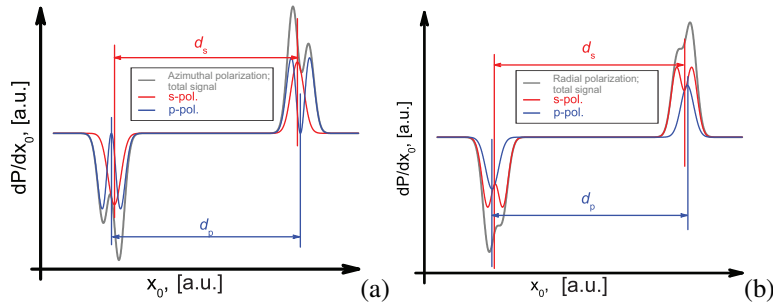 d_s
Azimuthal polarization;
total signal
s-pol.
p-pol.
dP/dx_0, [a.u.]
d_p
x_0, [a.u.]
(a)
d_s
Radial polarization;
total signal
s-pol.
p-pol.
dP/dx_0, [a.u.]
d_p
x_0, [a.u.]
(b)